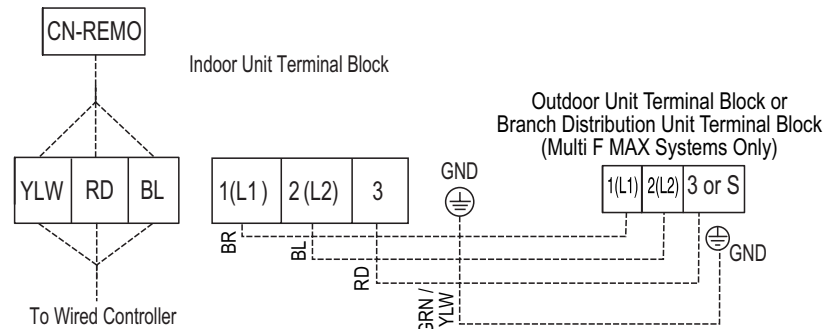 CN-REMO
Indoor Unit Terminal Block
Outdoor Unit Terminal Block or
Branch Distribution Unit Terminal Block
(Multi F MAX Systems Only)
YLW RD BL
1(L1) 2(L2) 3
GND
1(L1) 2(L2) 3 or S
GND
BR
BL
RD
GRN /
YLW
To Wired Controller